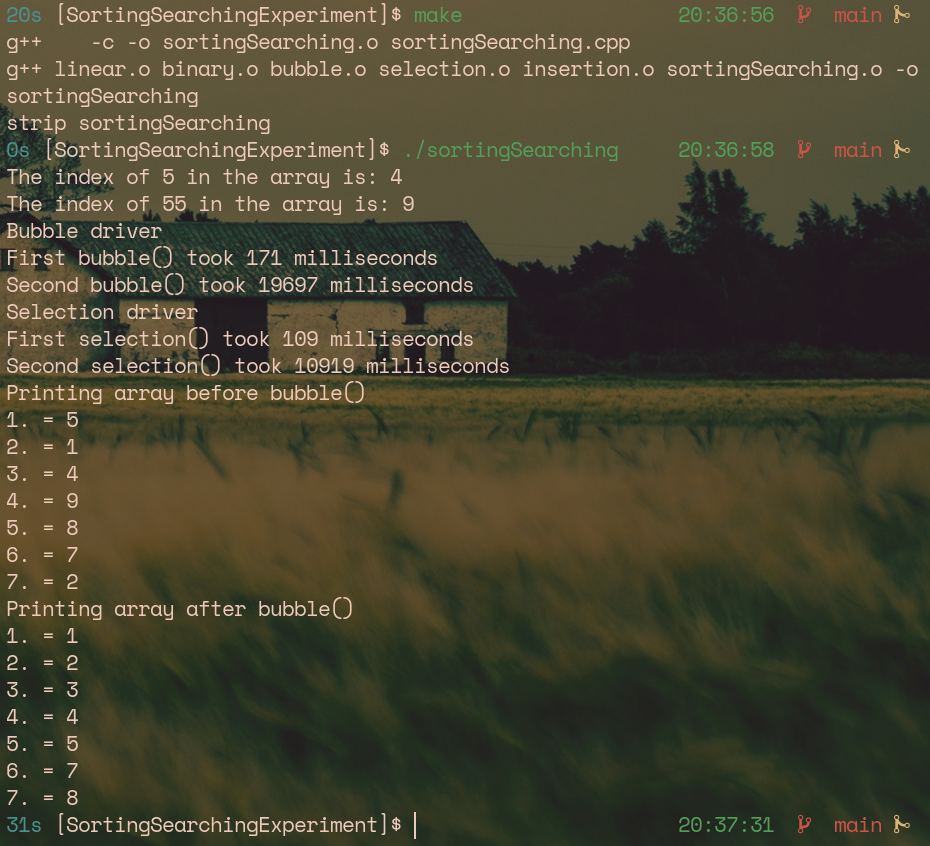 20s [SortingSearchingExperiment]$ make 20:36:56 main
g++    -c -o sortingSearching.o sortingSearching.cpp
g++ linear.o binary.o bubble.o selection.o insertion.o sortingSearching.o -o
sortingSearching
strip sortingSearching
0s [SortingSearchingExperiment]$ ./sortingSearching 20:36:58 main
The index of 5 in the array is: 4
The index of 55 in the array is: 9
Bubble driver
First bubble() took 171 milliseconds
Second bubble() took 19697 milliseconds
Selection driver
First selection() took 109 milliseconds
Second selection() took 10919 milliseconds
Printing array before bubble()
1. = 5
2. = 1
3. = 4
4. = 9
5. = 8
6. = 7
7. = 2
Printing array after bubble()
1. = 1
2. = 2
3. = 3
4. = 4
5. = 5
6. = 7
7. = 8
31s [SortingSearchingExperiment]$ 20:37:31 main